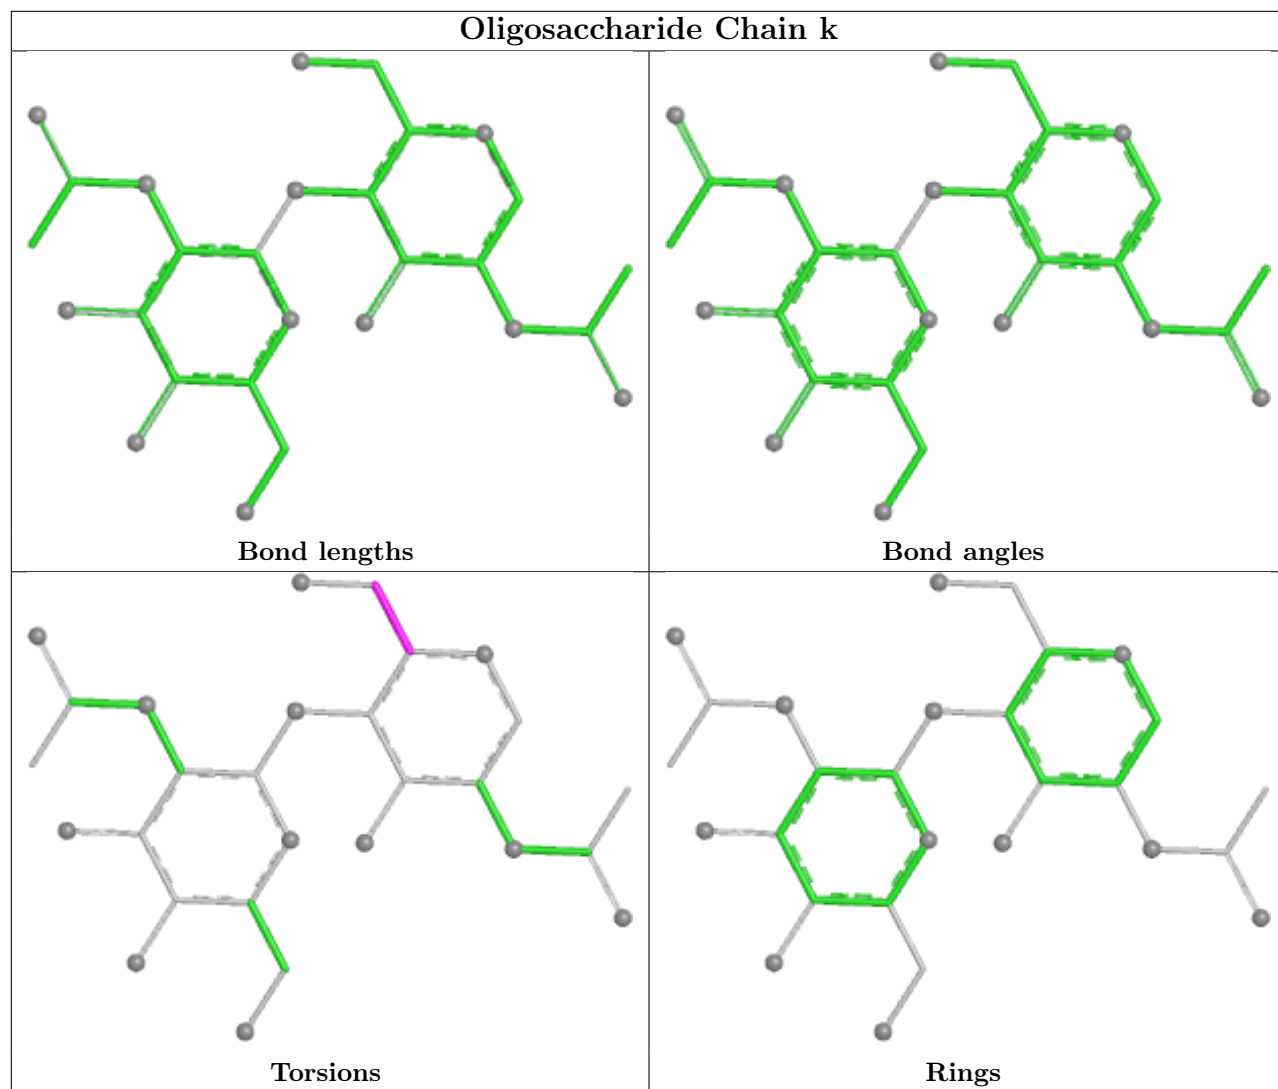 Oligosaccharide Chain k
Bond lengths
Bond angles
Torsions
Rings